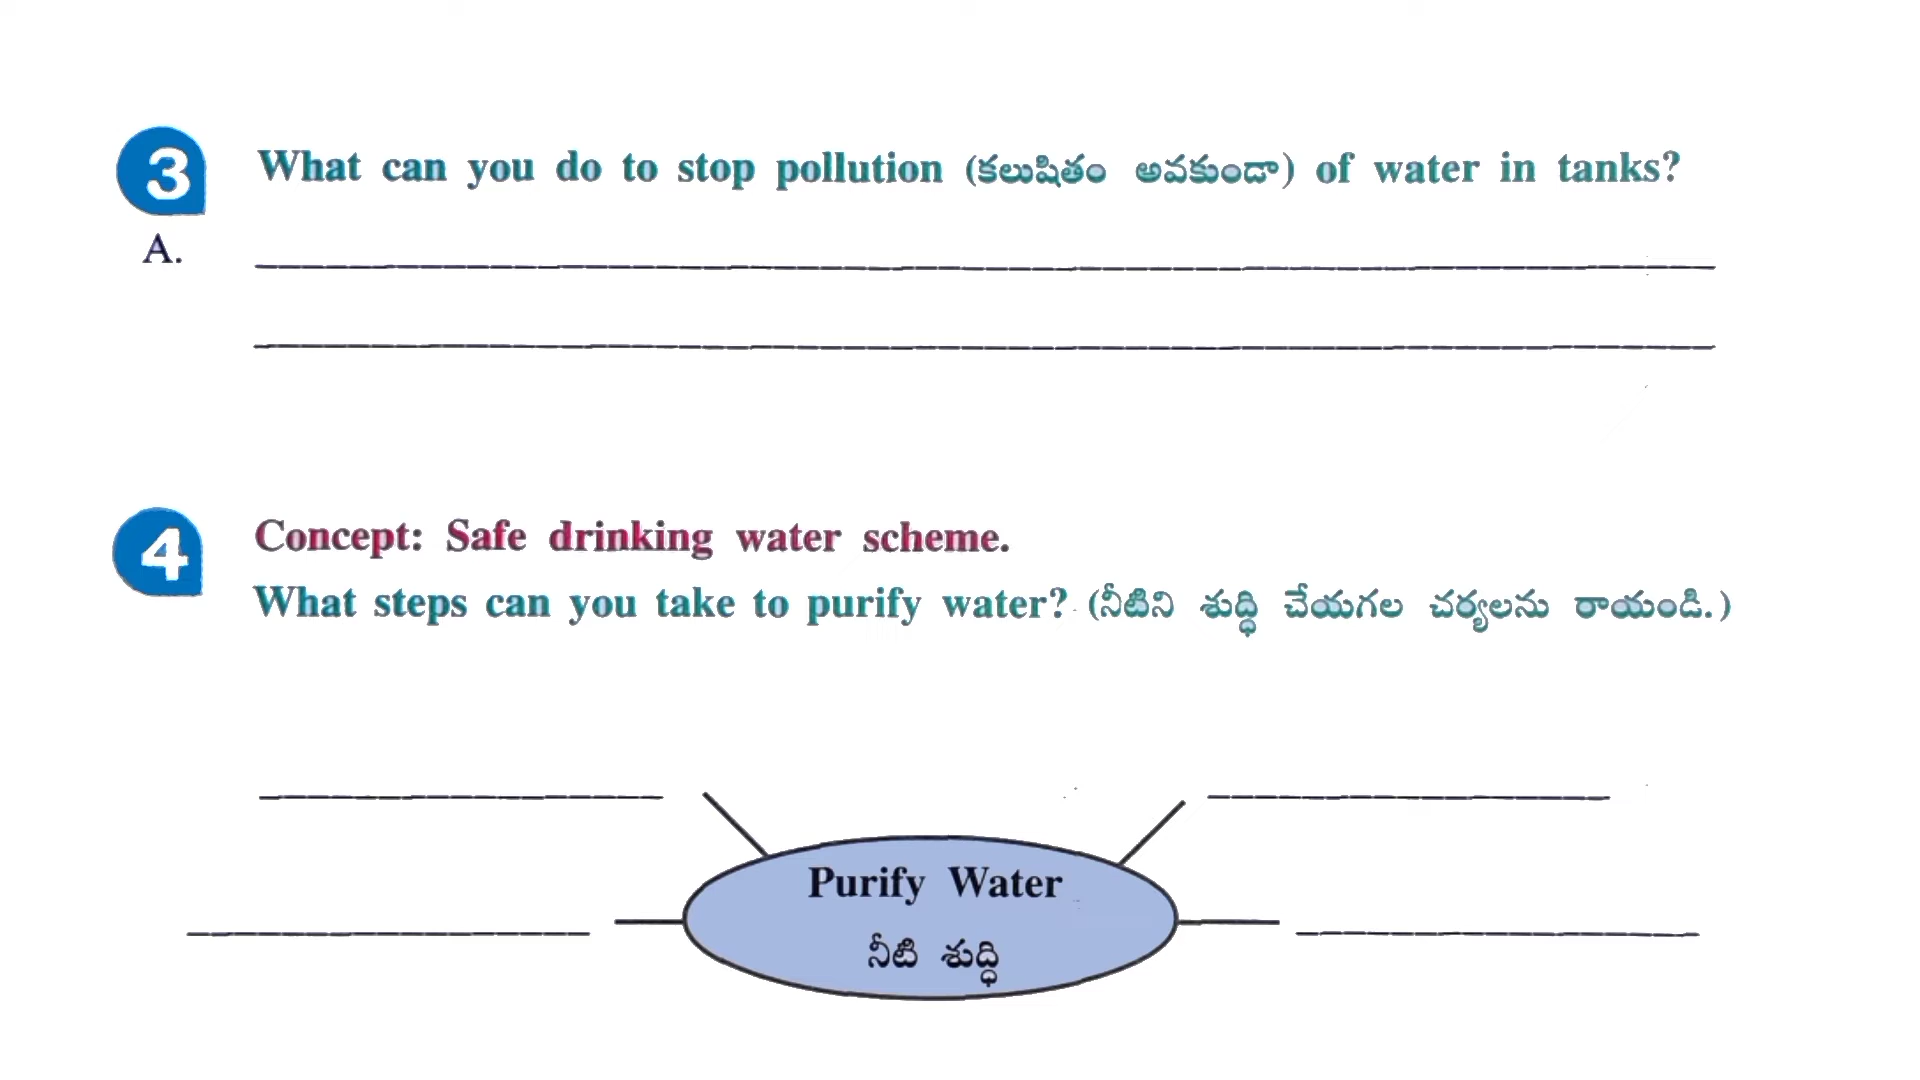 3 What can you do to stop pollution (కలుషితం అవకుండా) of water in tanks?
A.
4 Concept: Safe drinking water scheme.
What steps can you take to purify water? (నీటిని శుద్ధి చేయగల చర్యలను రాయండి.)
Purify Water
నీటి శుద్ధి